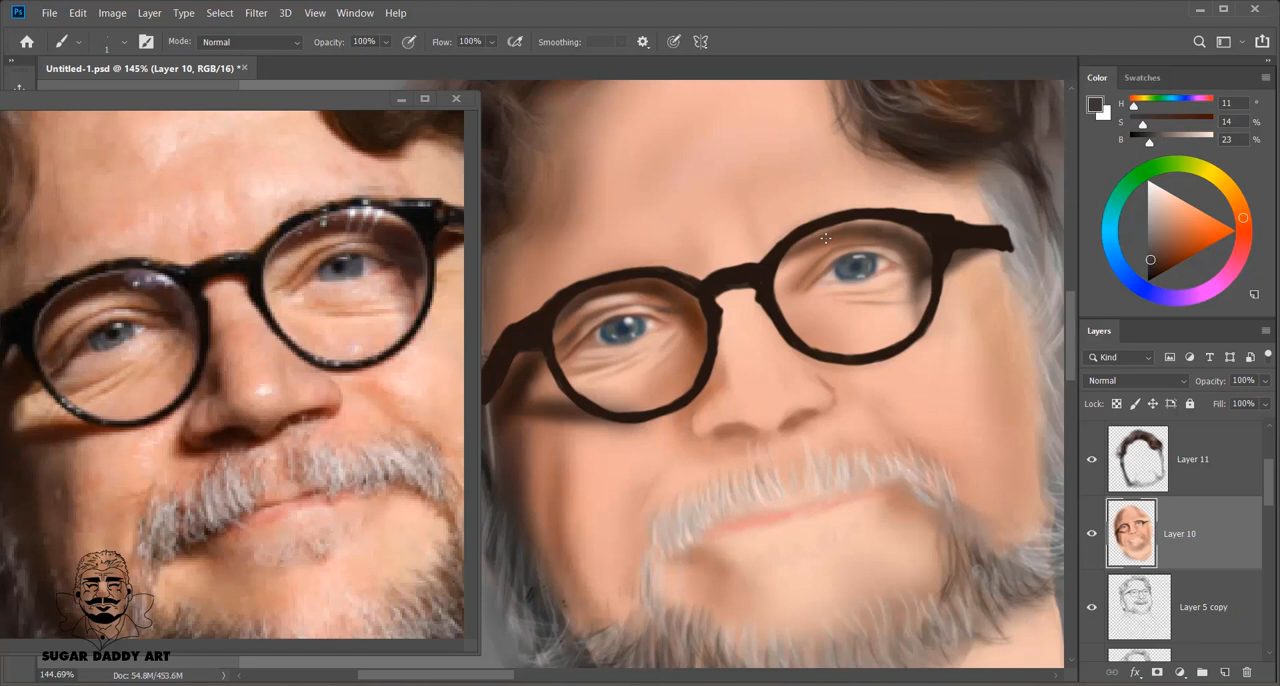 Ps File Edit Image Layer Type Select Filter 3D View Window Help
1 Mode: Normal Opacity: 100% Flow: 100% Smoothing:
Untitled-1.psd @ 145% (Layer 10, RGB/16) *
Color Swatches
H 11 °
S 14 %
B 23 %
Layers
Kind
Normal Opacity: 100%
Lock: Fill: 100%
Layer 11
Layer 10
Layer 5 copy
SUGAR DADDY ART
144.69% Doc: 54.8M/453.6M